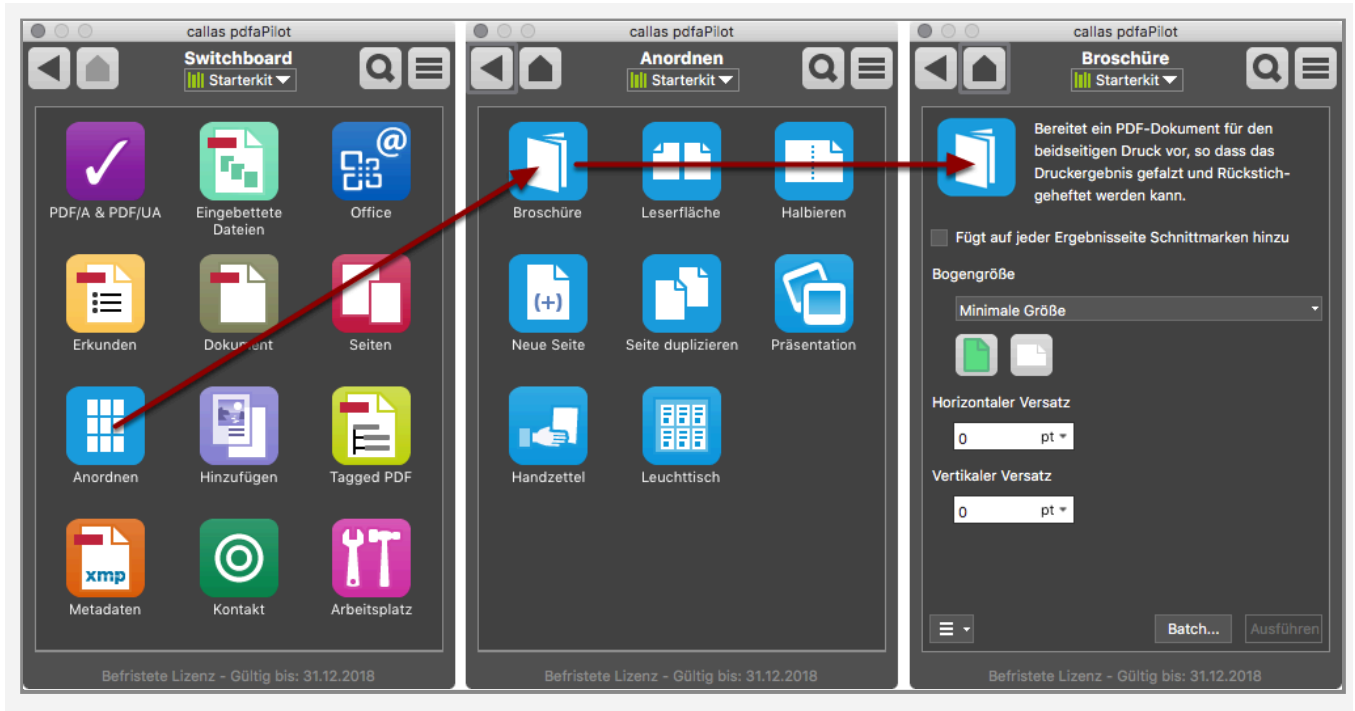 callas pdfaPilot
Switchboard
Starterkit
PDF/A & PDF/UA
Eingebettete
Dateien
@
Office
Erkunden
Dokument
Seiten
Anordnen
Hinzufügen
Tagged PDF
xmp
Metadaten
Kontakt
Arbeitsplatz
Befristete Lizenz - Gültig bis: 31.12.2018
callas pdfaPilot
Anordnen
Starterkit
Broschüre
Leserfläche
Halbieren
(+)
Neue Seite
Seite duplizieren
Präsentation
Handzettel
Leuchttisch
Befristete Lizenz - Gültig bis: 31.12.2018
callas pdfaPilot
Broschüre
Starterkit
Bereitet ein PDF-Dokument für den
beidseitigen Druck vor, so dass das
Druckergebnis gefalzt und Rückstich-
geheftet werden kann.
Fügt auf jeder Ergebnisseite Schnittmarken hinzu
Bogengröße
Minimale Größe
Horizontaler Versatz
0 pt
Vertikaler Versatz
0 pt
Batch... Ausführen
Befristete Lizenz - Gültig bis: 31.12.2018